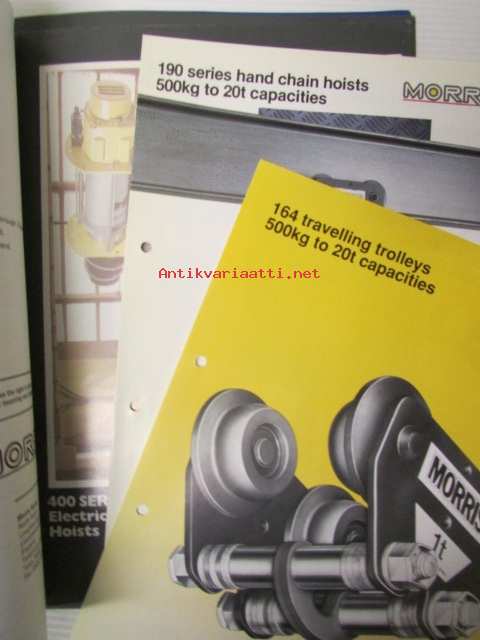 190 series hand chain hoists
500kg to 20t capacities
MORR
164 travelling trolleys
500kg to 20t capacities
Antikvariaatti.net
MORRIS
1t
400 SER
Electric
Hoists